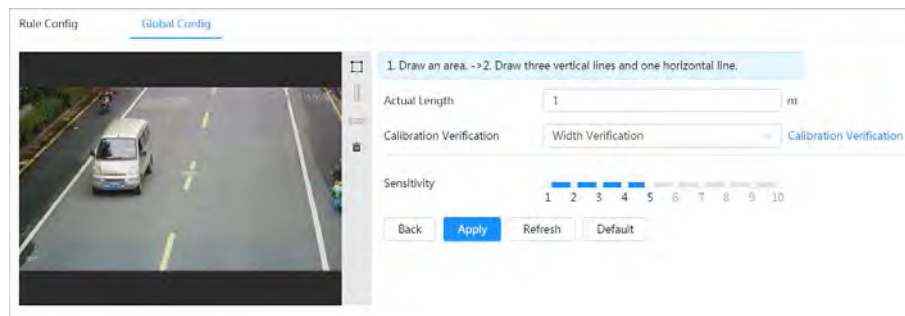 Rule Config
Global Config
1. Draw an area. ->2. Draw three vertical lines and one horizontal line.
Actual Length
1
m
Calibration Verification
Width Verification
Calibration Verification
Sensitivity
1 2 3 4 5 6 7 8 9 10
Back
Apply
Refresh
Default